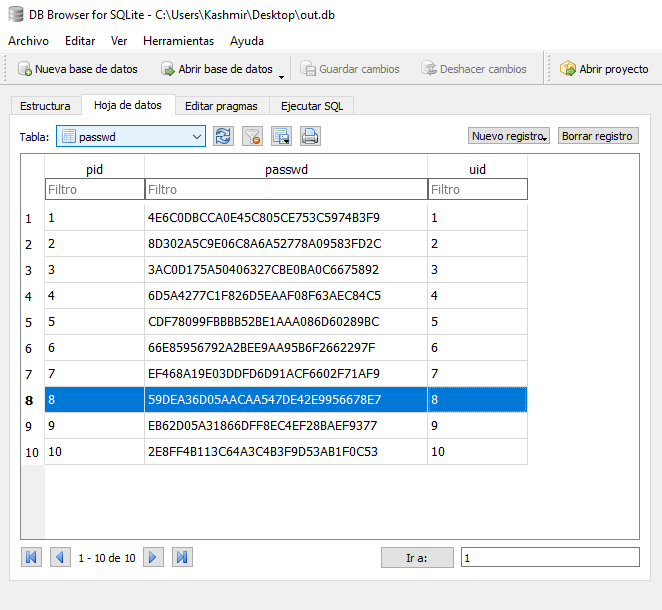 DB Browser for SQLite - C:\Users\Kashmir\Desktop\out.db
Archivo Editar Ver Herramientas Ayuda
Nueva base de datos Abrir base de datos Guardar cambios Deshacer cambios Abrir proyecto
Estructura Hoja de datos Editar pragmas Ejecutar SQL
Tabla: passwd Nuevo registro Borrar registro
pid passwd uid
Filtro Filtro Filtro
1 1 4E6C0DBCCA0E45C805CE753C5974B3F9 1
2 2 8D302A5C9E06C8A6A52778A09583FD2C 2
3 3 3AC0D175A50406327CBE0BA0C6675892 3
4 4 6D5A4277C1F826D5EAAF08F63AEC84C5 4
5 5 CDF78099FBBBB52BE1AAA086D60289BC 5
6 6 66E85956792A2BEE9AA95B6F2662297F 6
7 7 EF468A19E03DDFD6D91ACF6602F71AF9 7
8 8 59DEA36D05AACAA547DE42E9956678E7 8
9 9 EB62D05A31866DFF8EC4EF28BAEF9377 9
10 10 2E8FF4B113C64A3C4B3F9D53AB1F0C53 10
1 - 10 de 10 Ir a: 1